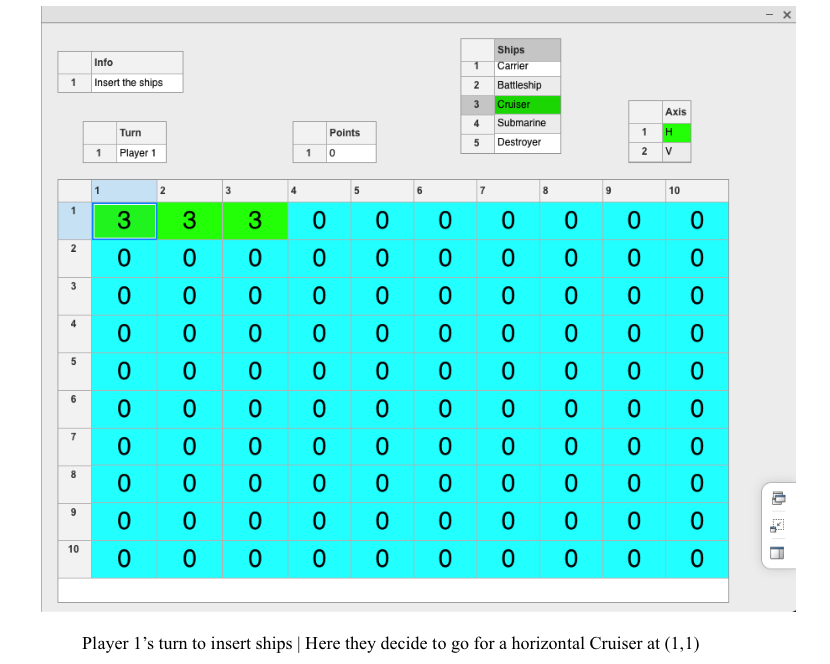 Info
1 Insert the ships
Ships
1 Carrier
2 Battleship
3 Cruiser
4 Submarine
5 Destroyer
Axis
1 H
2 V
Turn
1 Player 1
Points
1 0
1 2 3 4 5 6 7 8 9 10
1 3 3 3 0 0 0 0 0 0 0
2 0 0 0 0 0 0 0 0 0 0
3 0 0 0 0 0 0 0 0 0 0
4 0 0 0 0 0 0 0 0 0 0
5 0 0 0 0 0 0 0 0 0 0
6 0 0 0 0 0 0 0 0 0 0
7 0 0 0 0 0 0 0 0 0 0
8 0 0 0 0 0 0 0 0 0 0
9 0 0 0 0 0 0 0 0 0 0
10 0 0 0 0 0 0 0 0 0 0
Player 1’s turn to insert ships | Here they decide to go for a horizontal Cruiser at (1,1)